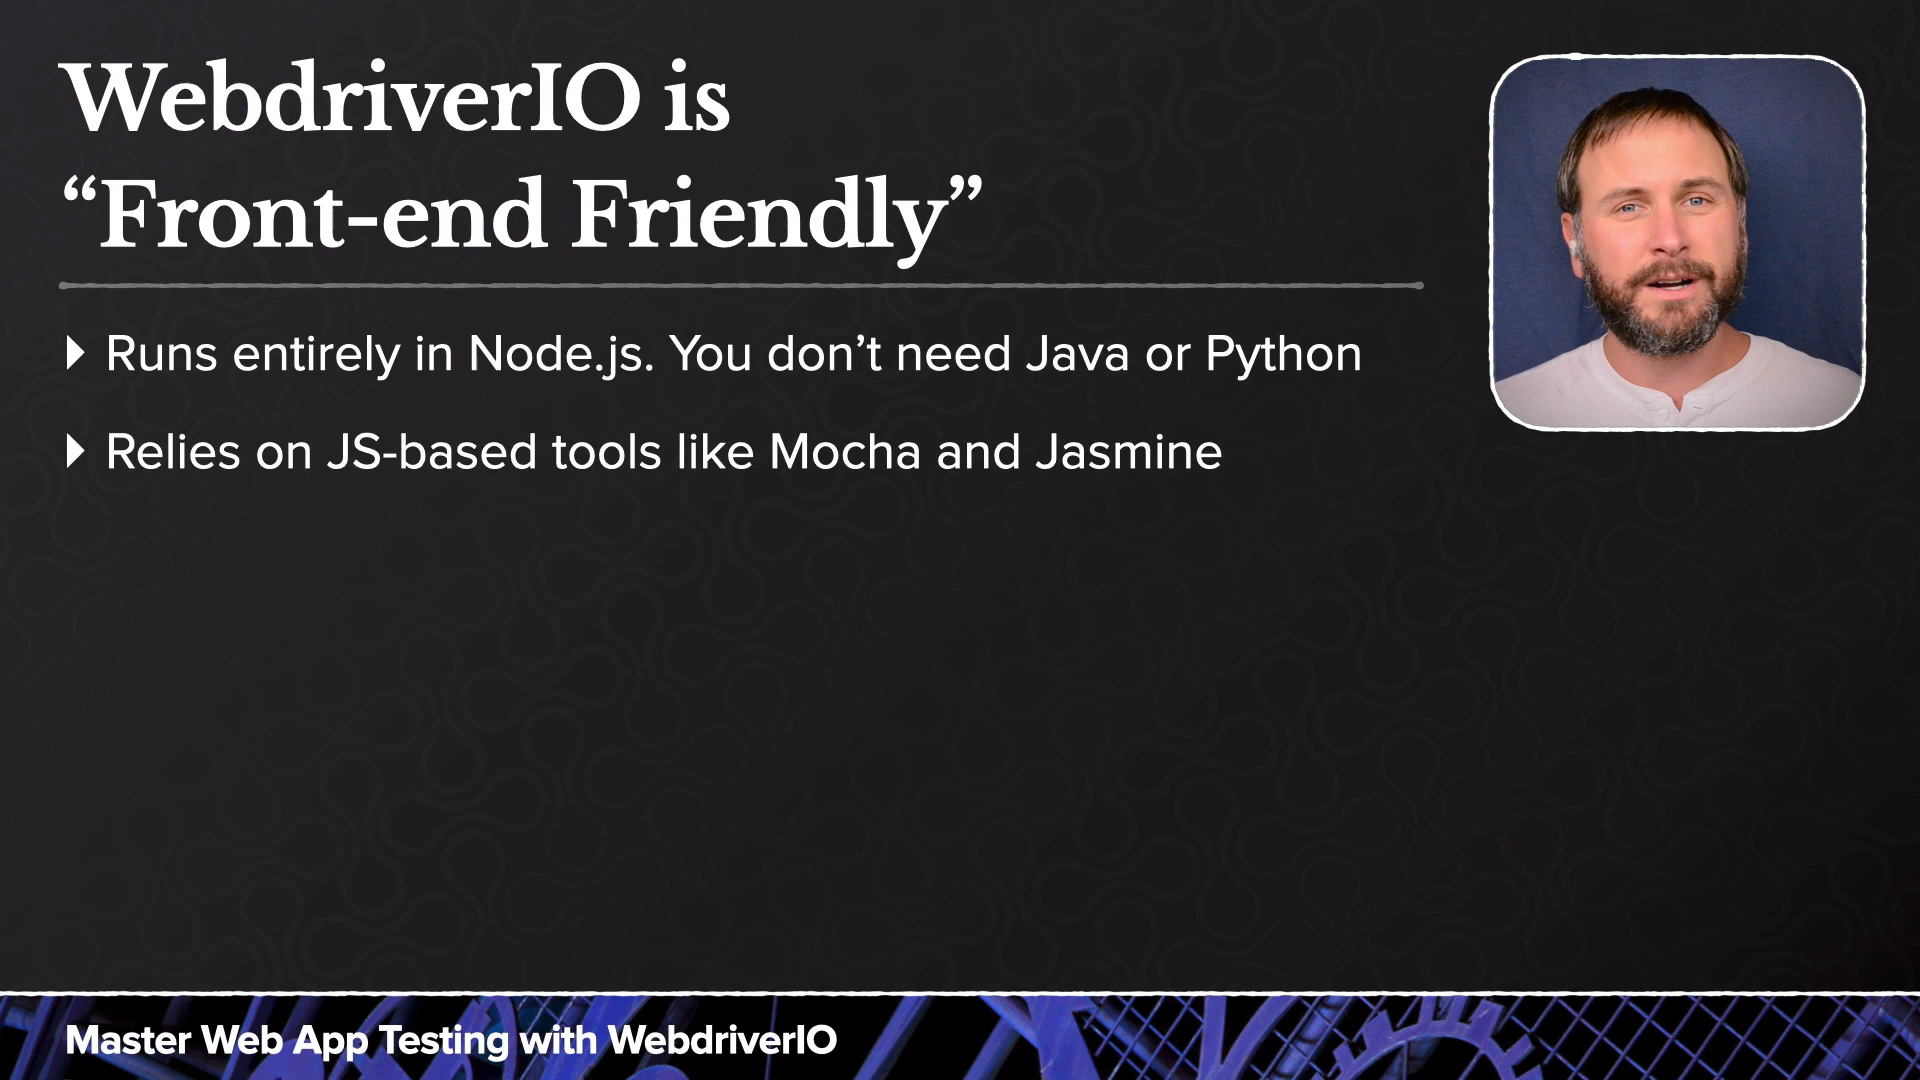 WebdriverIO is
“Front-end Friendly”
Runs entirely in Node.js. You don’t need Java or Python
Relies on JS-based tools like Mocha and Jasmine
Master Web App Testing with WebdriverIO